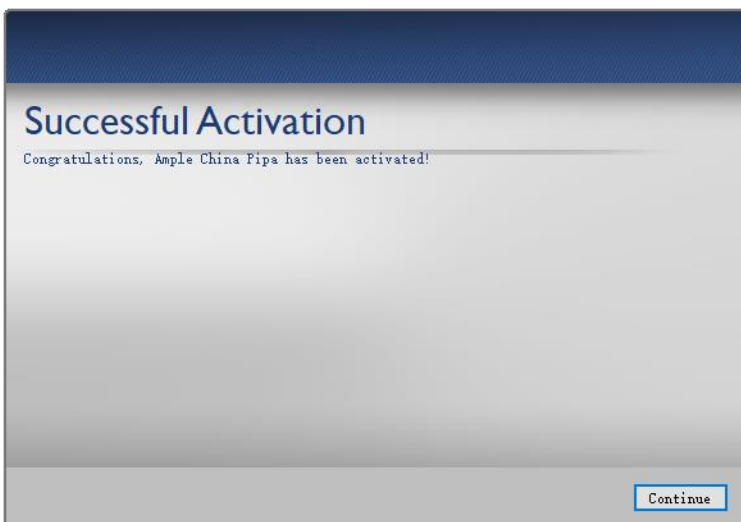 Successful Activation
Congratulations, Ample China Pipa has been activated!
Continue